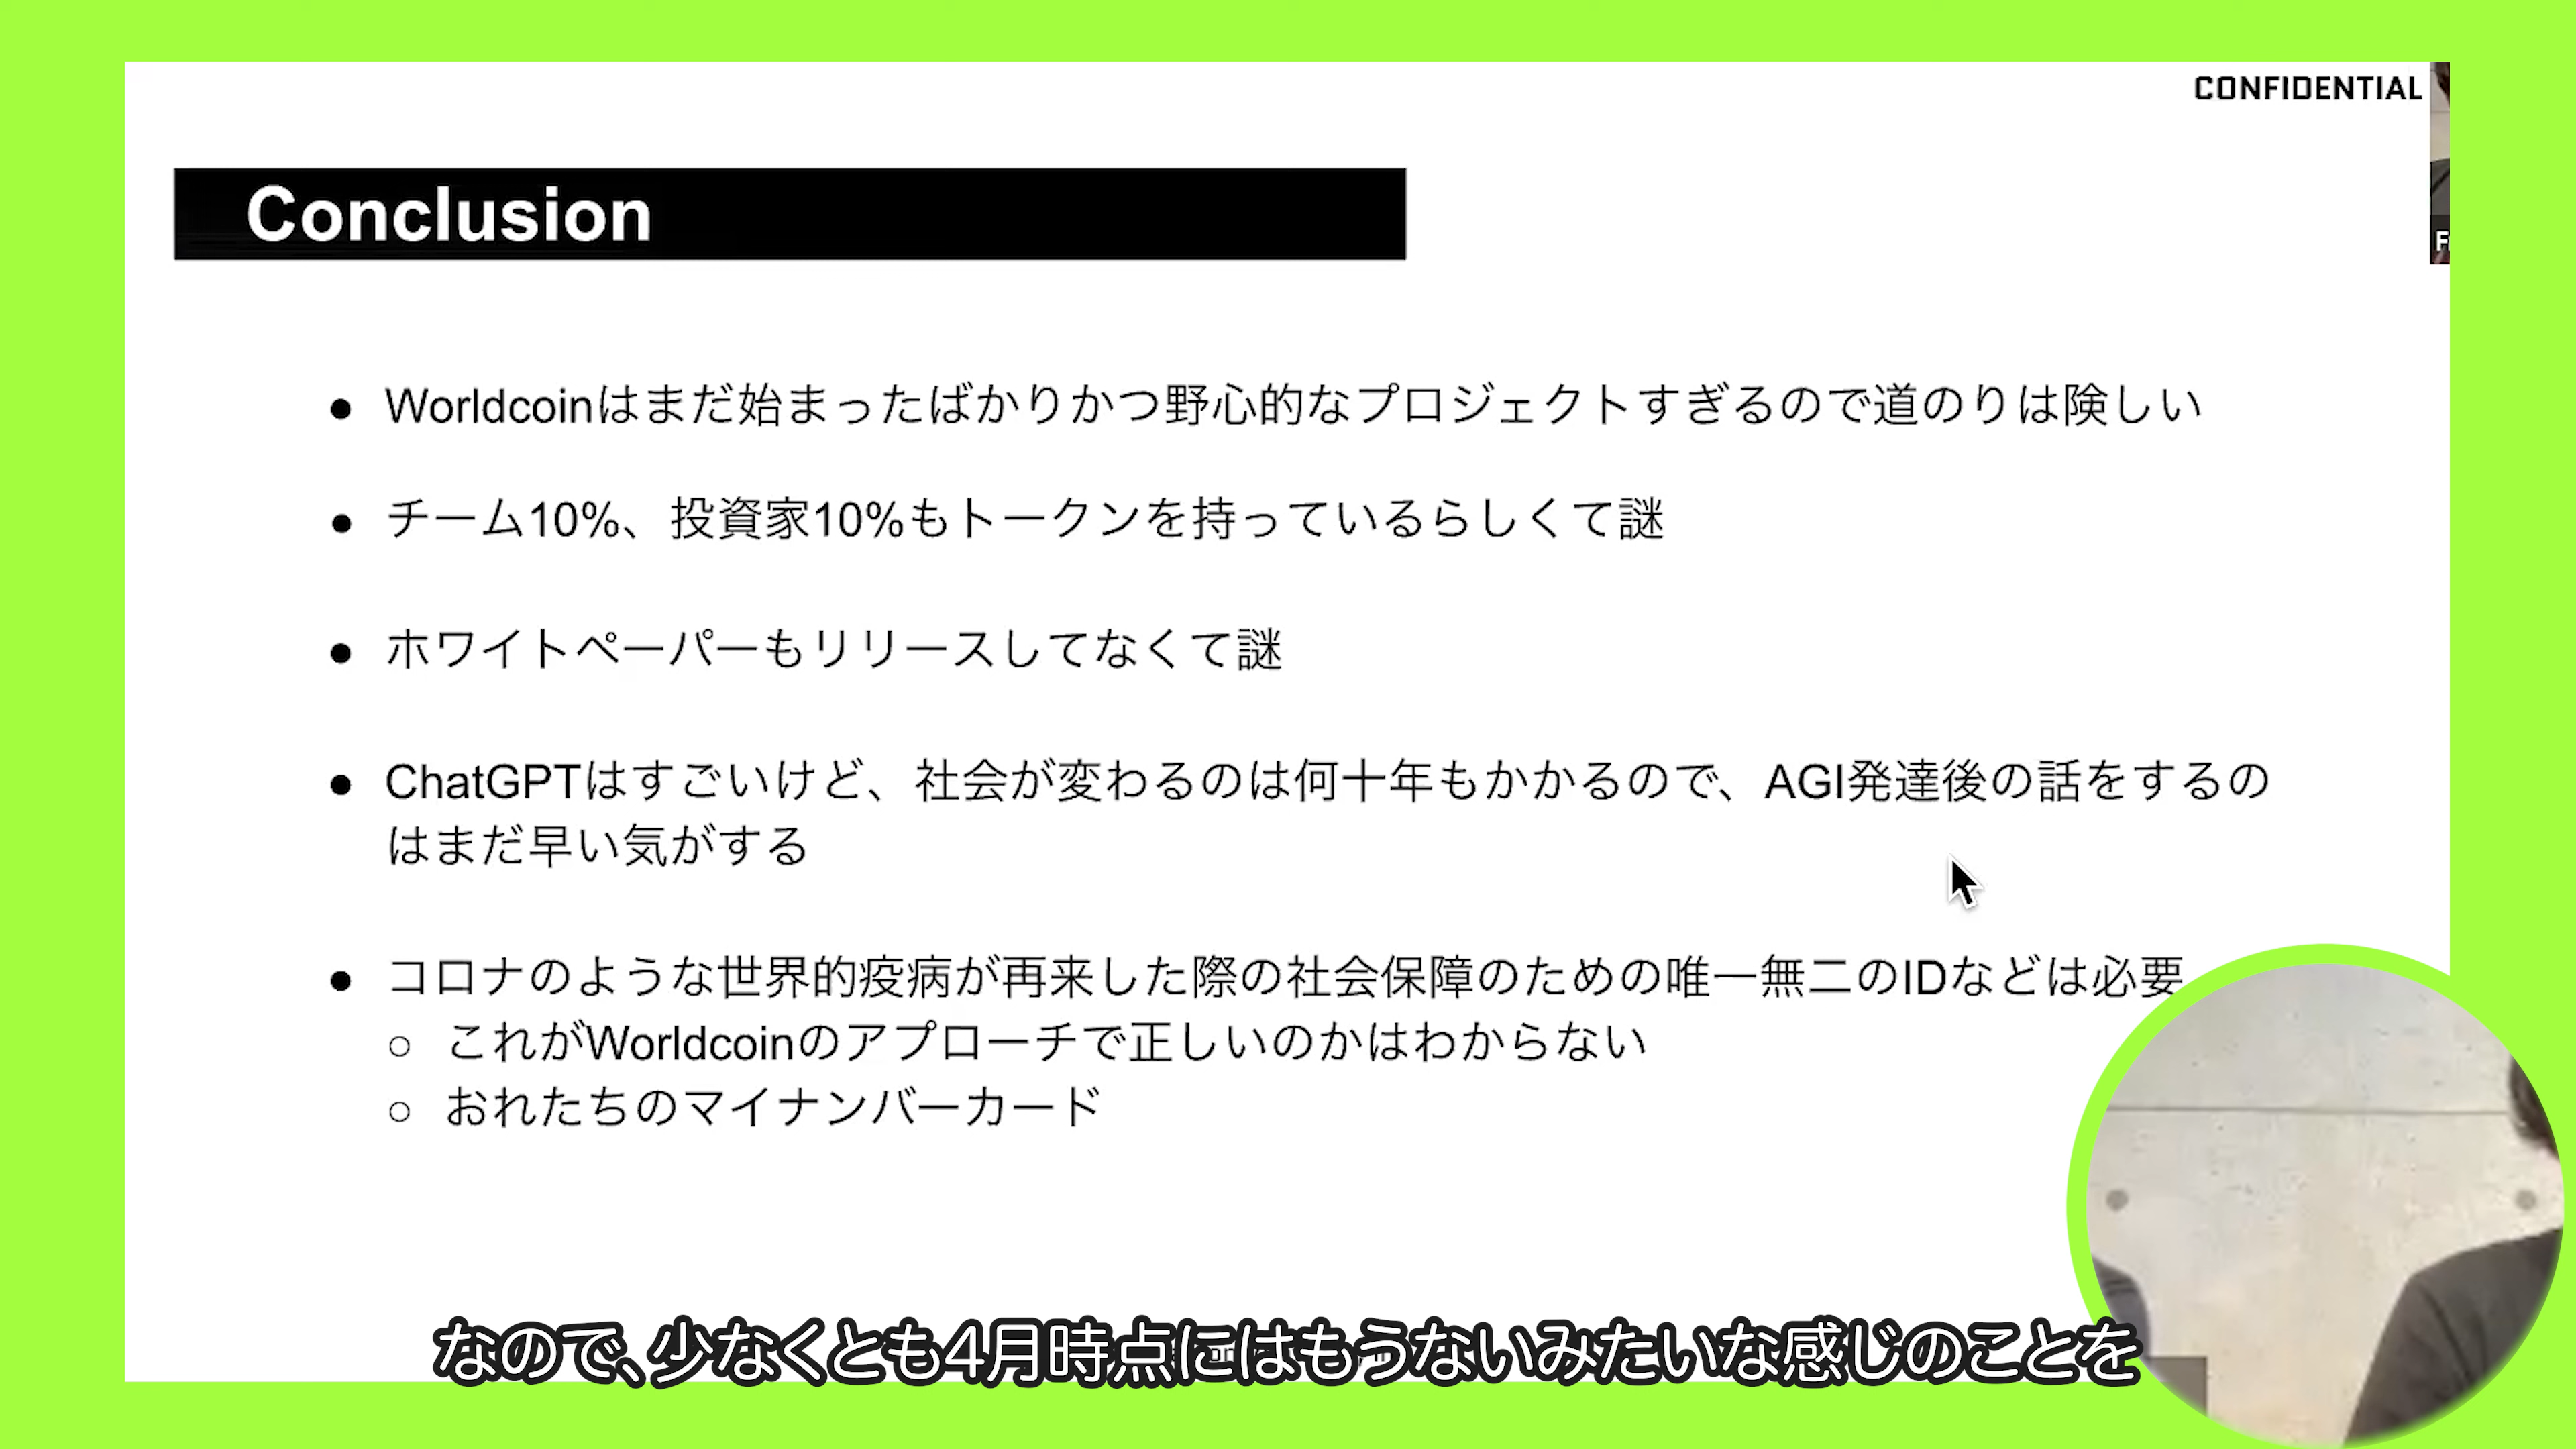 CONFIDENTIAL
Conclusion
● Worldcoinはまだ始まったばかりかつ野心的なプロジェクトすぎるので道のりは険しい
● チーム10%、投資家10%もトークンを持っているらしくて謎
● ホワイトペーパーもリリースしてなくて謎
● ChatGPTはすごいけど、社会が変わるのは何十年もかかるので、AGI発達後の話をするの
はまだ早い気がする
● コロナのような世界的疫病が再来した際の社会保障のための唯一無二のIDなどは必要
○ これがWorldcoinのアプローチで正しいのかはわからない
○ おれたちのマイナンバーカード
なので、少なくとも4月時点にはもうないみたいな感じのことを